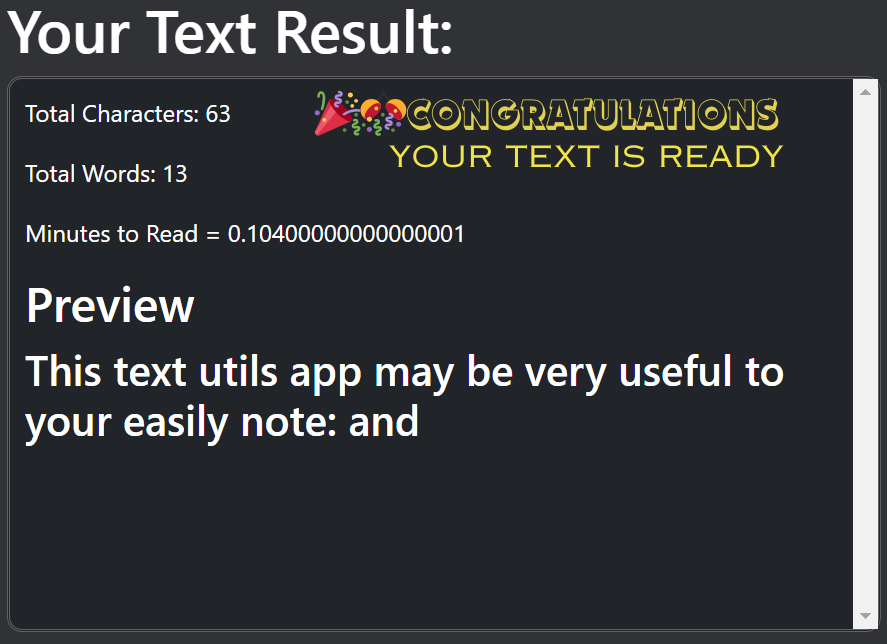 Your Text Result:
Total Characters: 63
CONGRATULATIONS
YOUR TEXT IS READY
Total Words: 13
Minutes to Read = 0.10400000000000001
Preview
This text utils app may be very useful to
your easily note: and